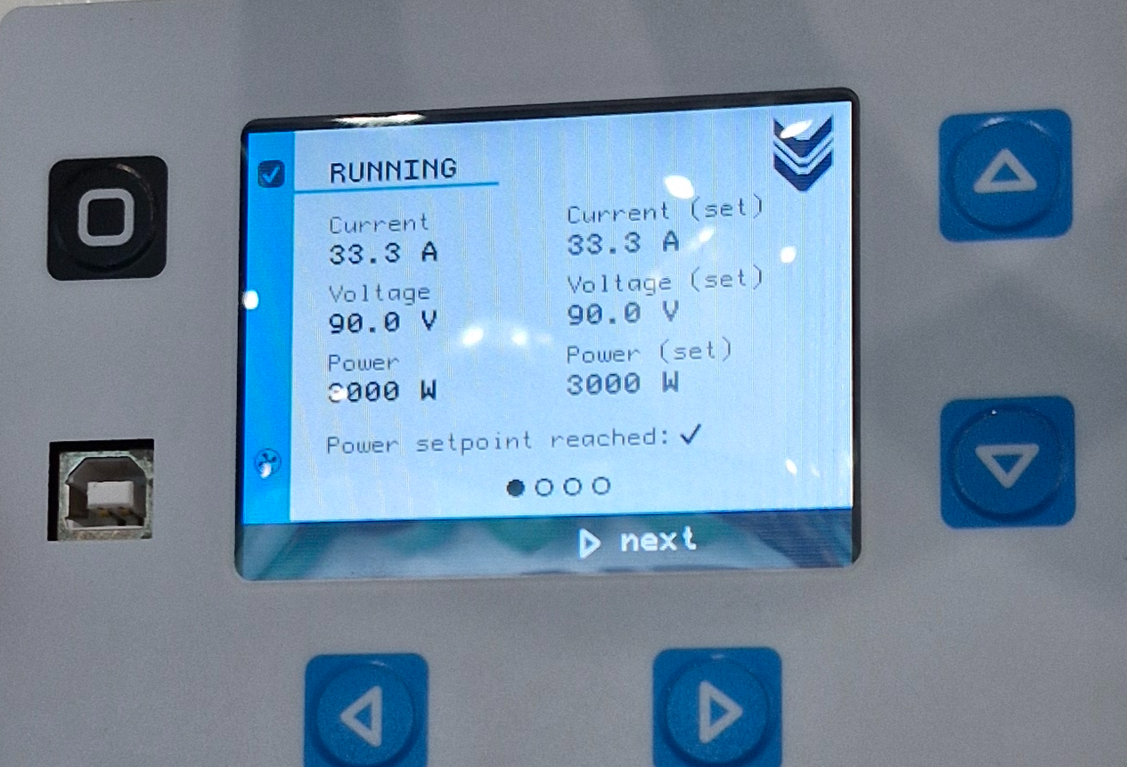 RUNNING
Current
33.3 A
Voltage
90.0 V
Power
3000 W
Current (set)
33.3 A
Voltage (set)
90.0 V
Power (set)
3000 W
Power setpoint reached:
next